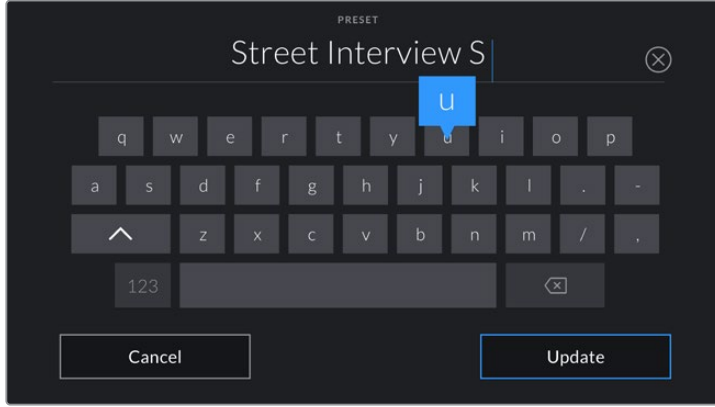 PRESET
Street Interview S
u
q w e r t y u i o p
a s d f g h j k l . -
z x c v b n m / ,
123
Cancel Update